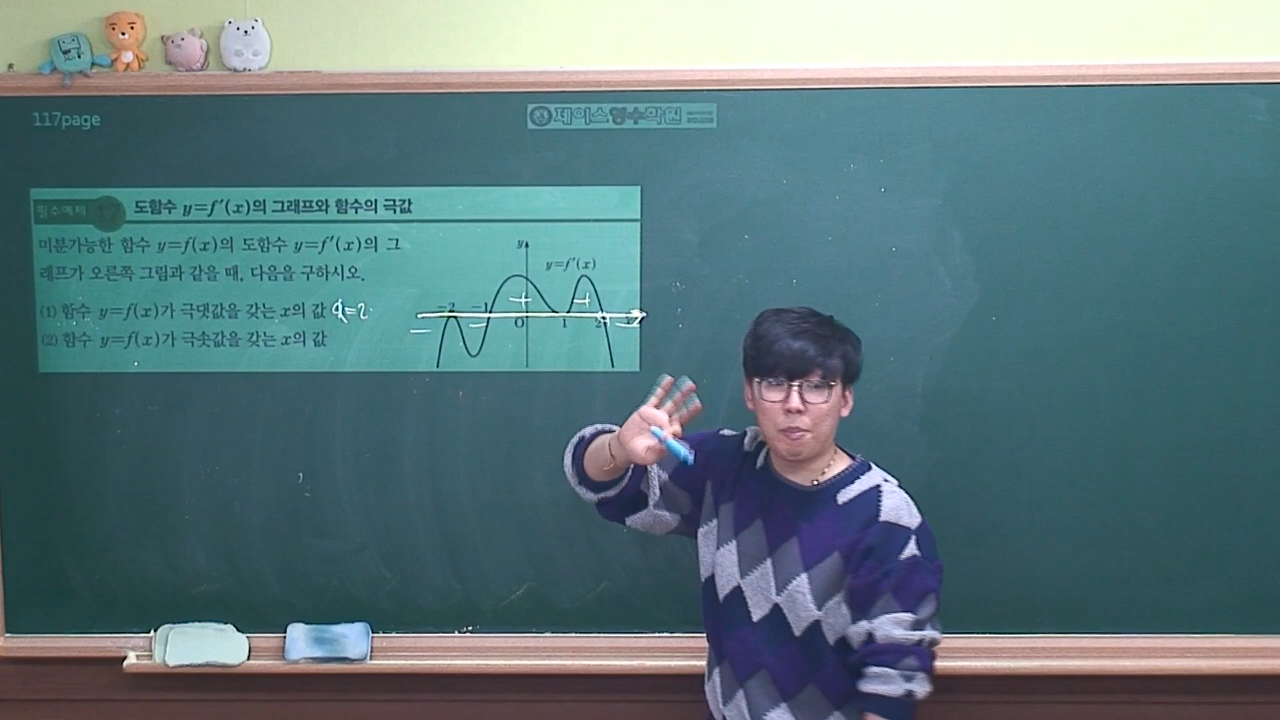 117page
제이스영수학원
필수예제 17 도함수 y=f′(x)의 그래프와 함수의 극값
미분가능한 함수 y=f(x)의 도함수 y=f′(x)의 그
래프가 오른쪽 그림과 같을 때, 다음을 구하시오.
(1) 함수 y=f(x)가 극댓값을 갖는 x의 값 x=2
(2) 함수 y=f(x)가 극솟값을 갖는 x의 값
y
y=f′(x)
+ +
-2 -1 O 1 2 x
- - -